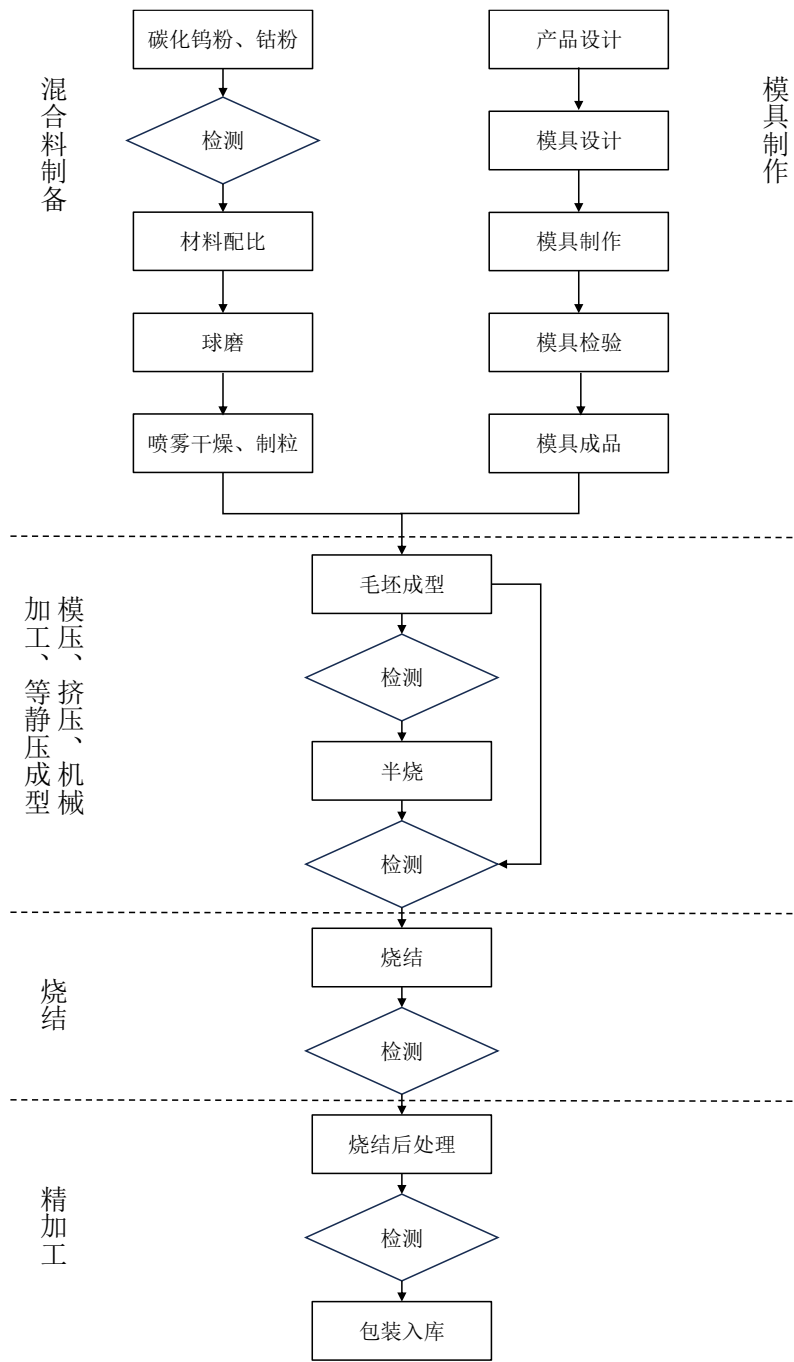 混合料制备
碳化钨粉、钴粉
检测
材料配比
球磨
喷雾干燥、制粒
产品设计
模具设计
模具制作
模具检验
模具成品
模具制作
模压、挤压、机械
加工、等静压成型
毛坯成型
检测
半烧
检测
烧结
烧结
检测
精加工
烧结后处理
检测
包装入库